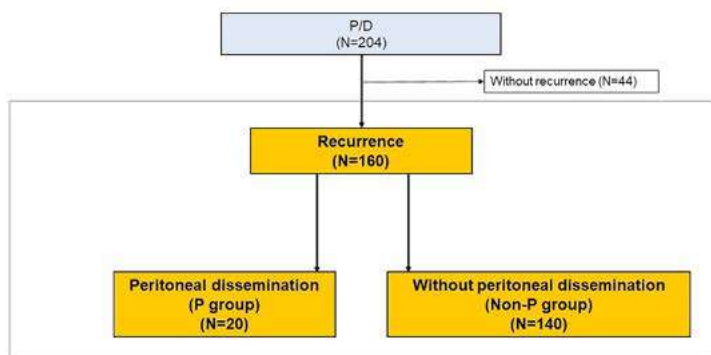 P/D
(N=204)
Without recurrence (N=44)
Recurrence
(N=160)
Peritoneal dissemination
(P group)
(N=20)
Without peritoneal dissemination
(Non-P group)
(N=140)